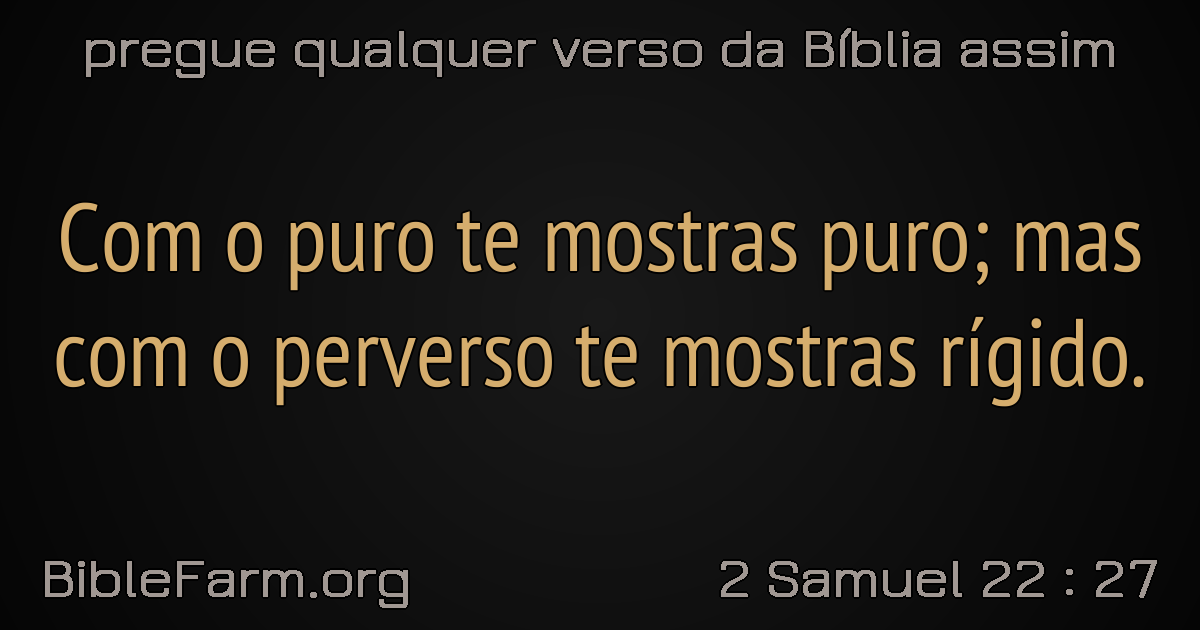 pregue qualquer verso da Bíblia assim
Com o puro te mostras puro; mas
com o perverso te mostras rígido.
BibleFarm.org
2 Samuel 22 : 27